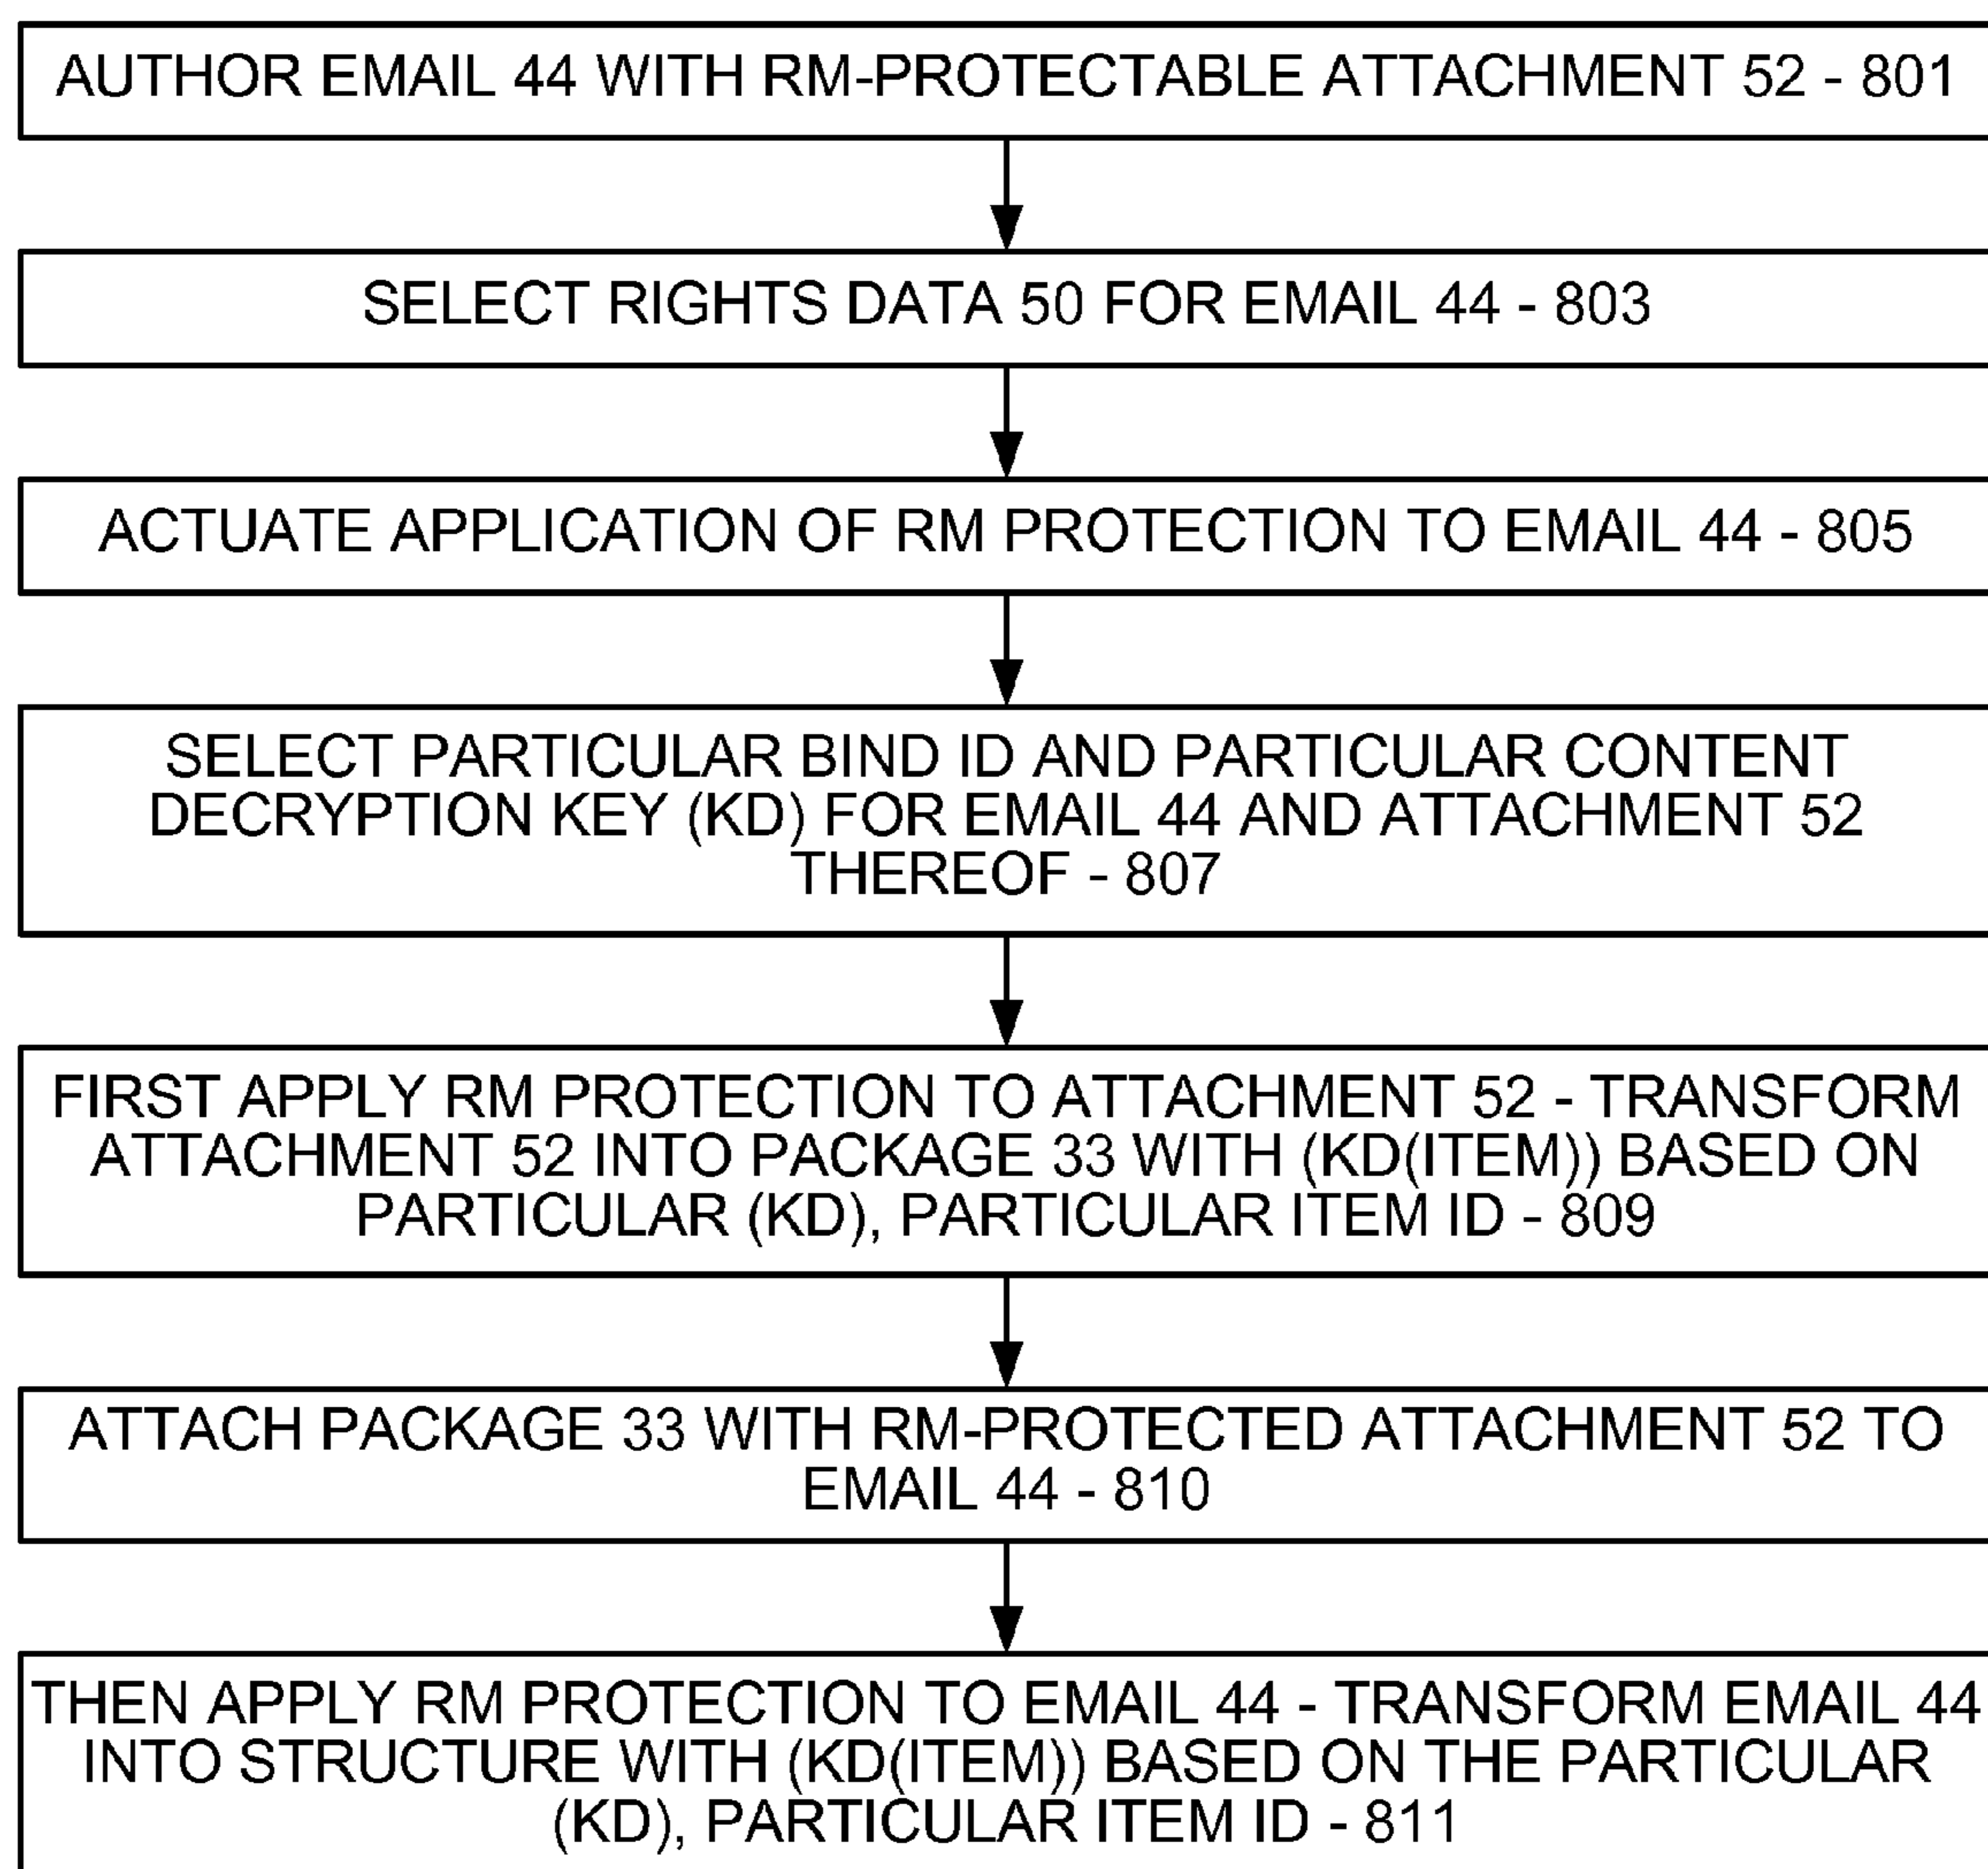 AUTHOR EMAIL 44 WITH RM-PROTECTABLE ATTACHMENT 52 - 801
SELECT RIGHTS DATA 50 FOR EMAIL 44 - 803
ACTUATE APPLICATION OF RM PROTECTION TO EMAIL 44 - 805
SELECT PARTICULAR BIND ID AND PARTICULAR CONTENT
DECRYPTION KEY (KD) FOR EMAIL 44 AND ATTACHMENT 52
THEREOF - 807
FIRST APPLY RM PROTECTION TO ATTACHMENT 52 - TRANSFORM
ATTACHMENT 52 INTO PACKAGE 33 WITH (KD(ITEM)) BASED ON
PARTICULAR (KD), PARTICULAR ITEM ID - 809
ATTACH PACKAGE 33 WITH RM-PROTECTED ATTACHMENT 52 TO
EMAIL 44 - 810
THEN APPLY RM PROTECTION TO EMAIL 44 - TRANSFORM EMAIL 44
INTO STRUCTURE WITH (KD(ITEM)) BASED ON THE PARTICULAR
(KD), PARTICULAR ITEM ID - 811